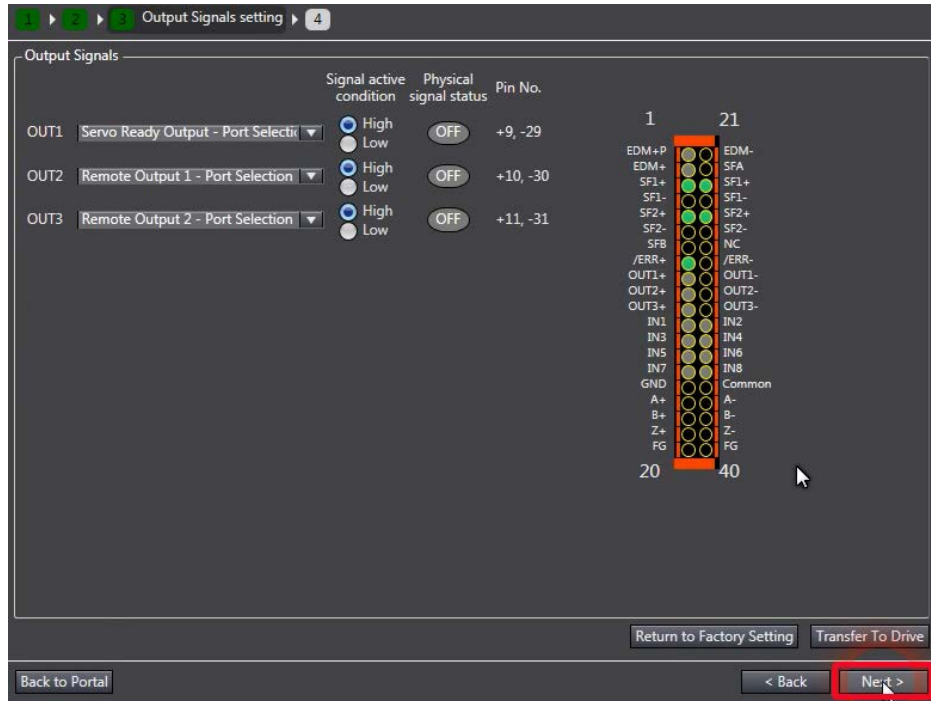 1 2 3 Output Signals setting 4
Output Signals
Signal active condition
Physical signal status
Pin No.
OUT1 Servo Ready Output - Port Selectic High Low OFF +9, -29
OUT2 Remote Output 1 - Port Selection High Low OFF +10, -30
OUT3 Remote Output 2 - Port Selection High Low OFF +11, -31
1 21
EDM+P EDM-
EDM+ SFA
SF1+ SF1+
SF1- SF1-
SF2+ SF2+
SF2- SF2-
SFB NC
/ERR+ /ERR-
OUT1+ OUT1-
OUT2+ OUT2-
OUT3+ OUT3-
IN1 IN2
IN3 IN4
IN5 IN6
IN7 IN8
GND Common
A+ A-
B+ B-
Z+ Z-
FG FG
20 40
Return to Factory Setting Transfer To Drive
Back to Portal < Back Next >